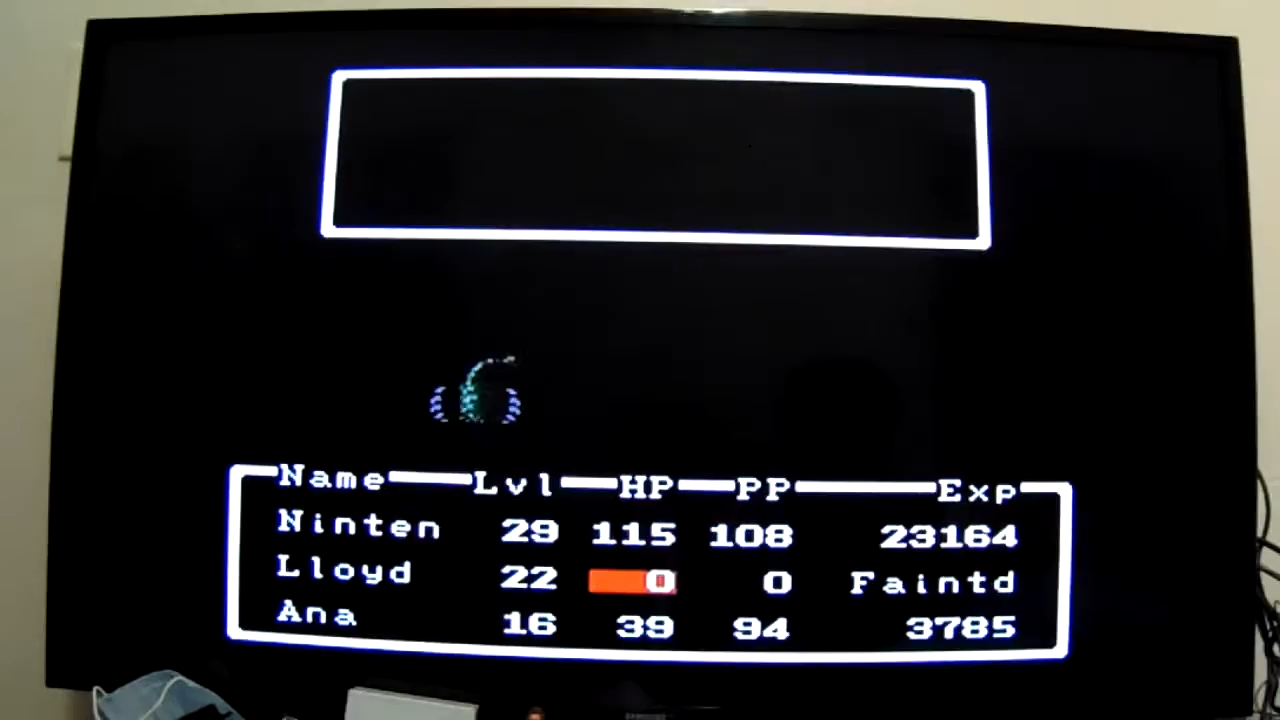 Name Lvl HP PP Exp
Ninten 29 115 108 23164
Lloyd 22 0 0 Faintd
Ana 16 39 94 3785
SAMSUNG